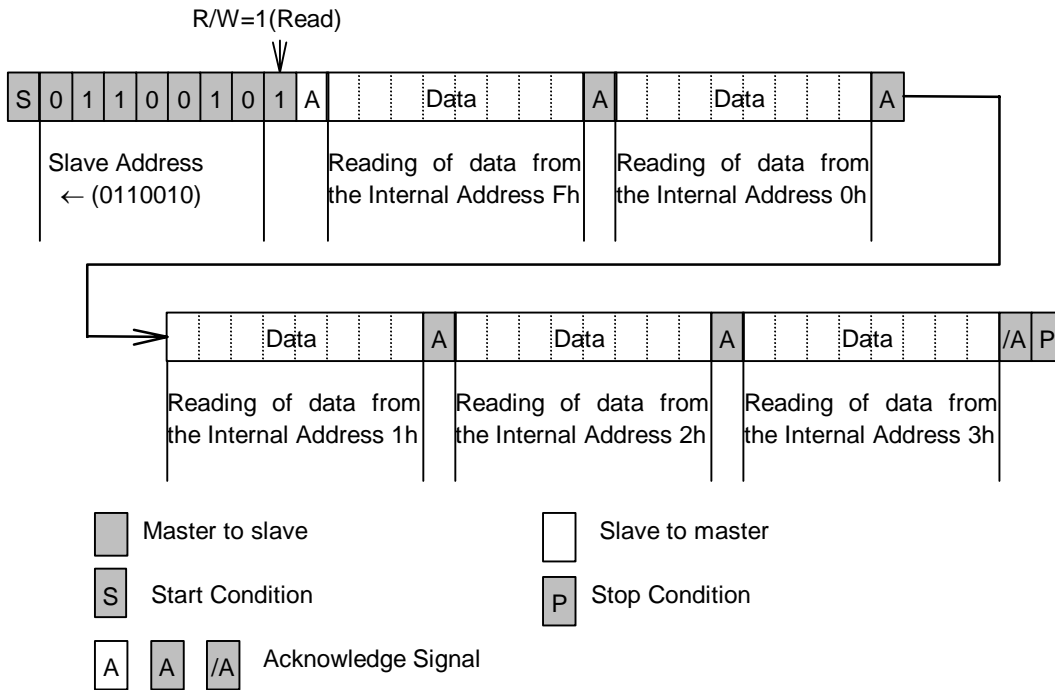 R/W=1(Read)
S 0 1 1 0 0 1 0 1 A Data A Data A
Slave Address
← (0110010)
Reading of data from
the Internal Address Fh
Reading of data from
the Internal Address 0h
Data A Data A Data /A P
Reading of data from
the Internal Address 1h
Reading of data from
the Internal Address 2h
Reading of data from
the Internal Address 3h
Master to slave
Slave to master
S Start Condition
P Stop Condition
A A /A Acknowledge Signal